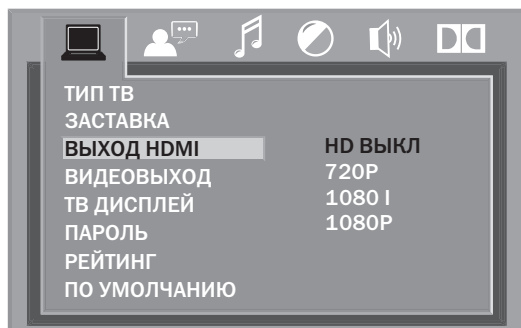 ТИП ТВ
ЗАСТАВКА
ВЫХОД HDMI
ВИДЕОВЫХОД
ТВ ДИСПЛЕЙ
ПАРОЛЬ
РЕЙТИНГ
ПО УМОЛЧАНИЮ
HD ВЫКЛ
720P
1080 I
1080P